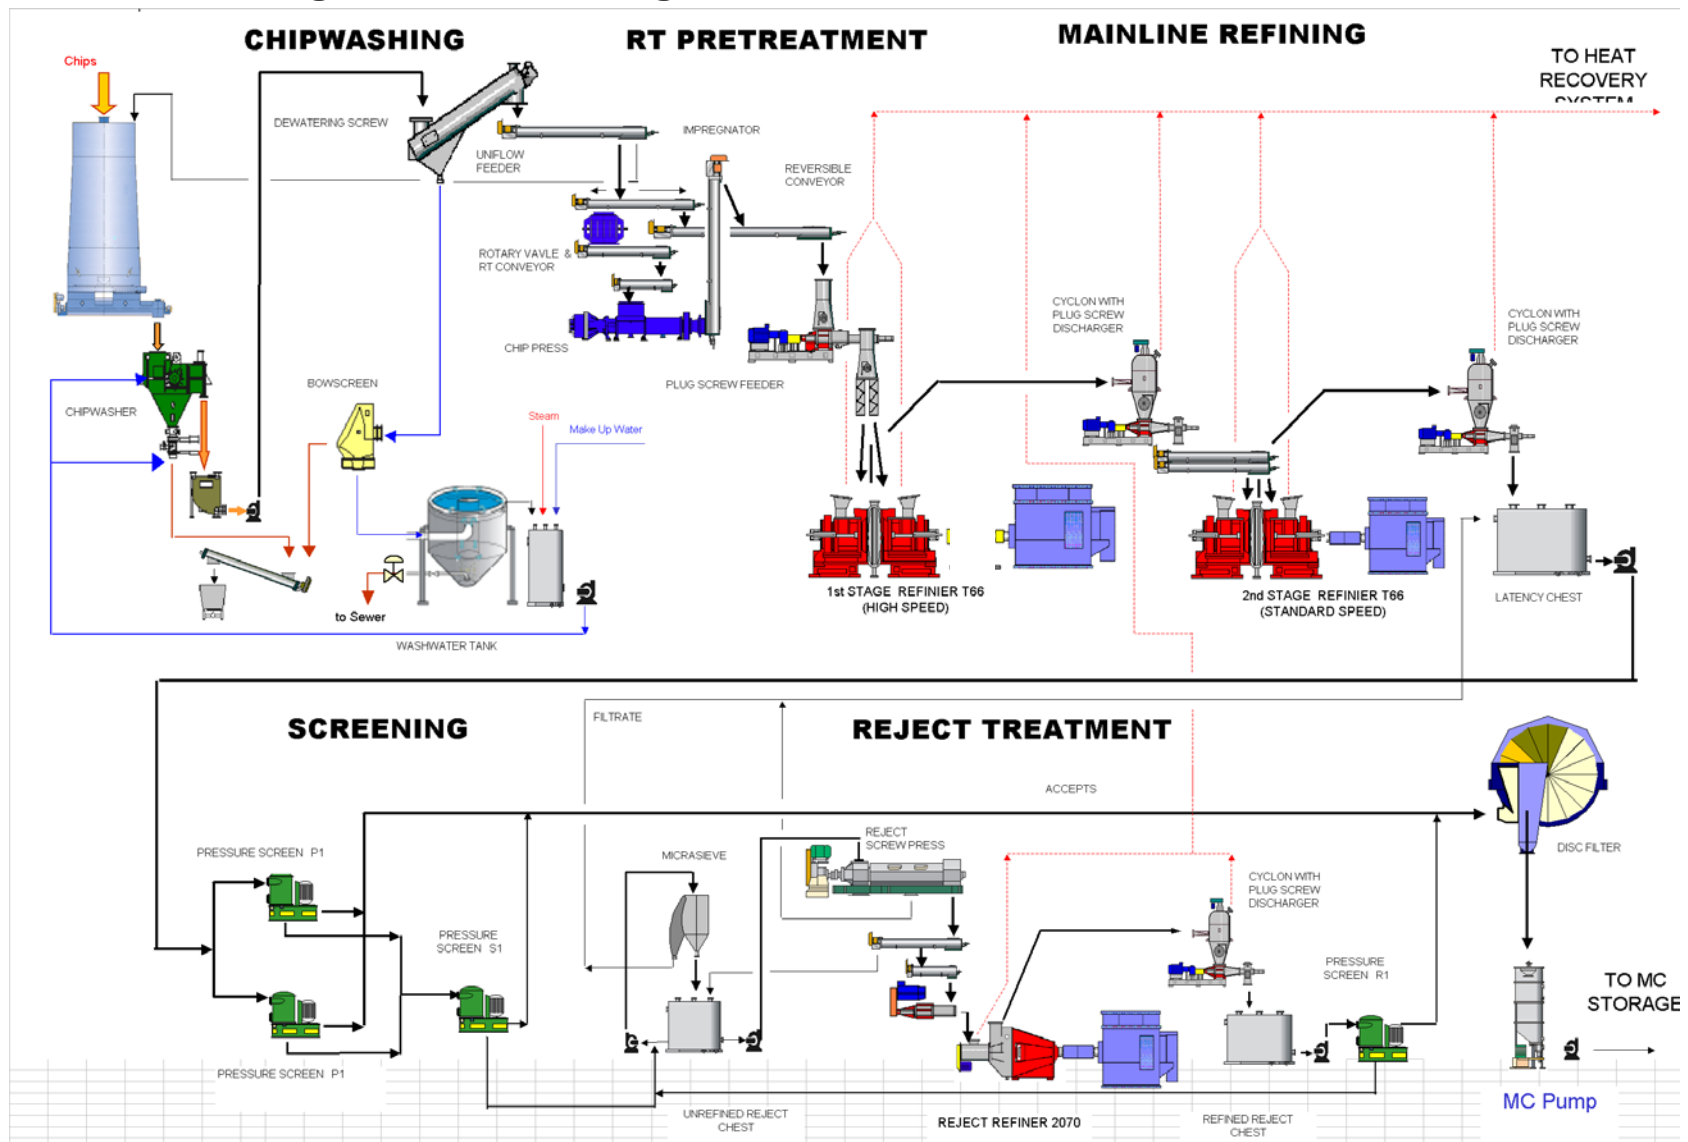 CHIPWASHING
RT PRETREATMENT
MAINLINE REFINING
TO HEAT
RECOVERY
SYSTEM
Chips
DEWATERING SCREW
UNIFLOW
FEEDER
IMPREGNATOR
REVERSIBLE
CONVEYOR
ROTARY VAVLE &
RT CONVEYOR
CHIP PRESS
PLUG SCREW FEEDER
CYCLON WITH
PLUG SCREW
DISCHARGER
CYCLON WITH
PLUG SCREW
DISCHARGER
CHIPWASHER
BOWSCREEN
Steam
Make Up Water
to Sewer
WASHWATER TANK
1st STAGE REFINIER T66
(HIGH SPEED)
2nd STAGE REFINIER T66
(STANDARD SPEED)
LATENCY CHEST
SCREENING
FILTRATE
REJECT TREATMENT
ACCEPTS
PRESSURE SCREEN P1
PRESSURE
SCREEN S1
PRESSURE SCREEN P1
MICRASIEVE
REJECT
SCREW PRESS
CYCLON WITH
PLUG SCREW
DISCHARGER
PRESSURE
SCREEN R1
DISC FILTER
TO MC
STORAGE
MC Pump
UNREFINED REJECT
CHEST
REJECT REFINER 2070
REFINED REJECT
CHEST